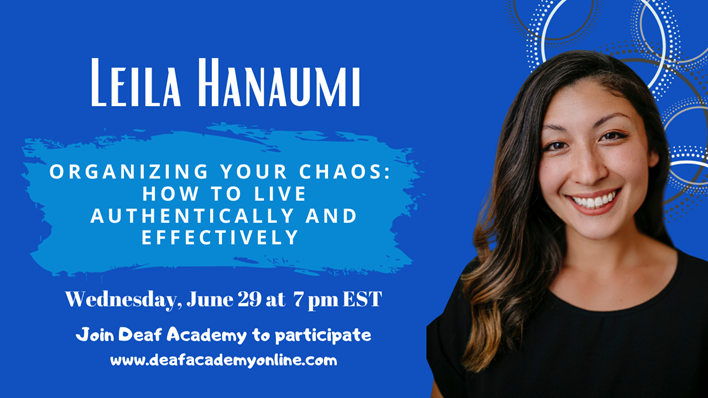 LEILA HANAUMI
ORGANIZING YOUR CHAOS:
HOW TO LIVE
AUTHENTICALLY AND
EFFECTIVELY
Wednesday, June 29 at 7 pm EST
Join Deaf Academy to participate
www.deafacademyonline.com